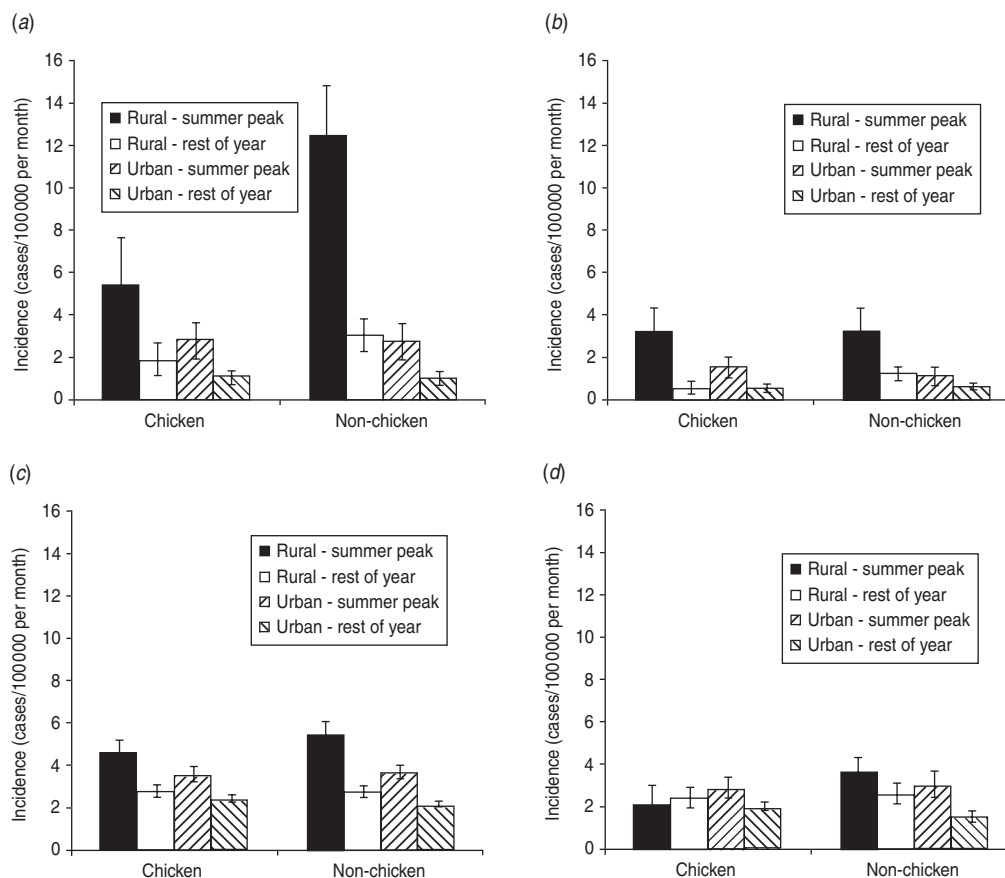 (a)
Incidence (cases/100000 per month)
16
14
12
10
8
6
4
2
0
Rural - summer peak
Rural - rest of year
Urban - summer peak
Urban - rest of year
Chicken
Non-chicken
(b)
Incidence (cases/100000 per month)
16
14
12
10
8
6
4
2
0
Rural - summer peak
Rural - rest of year
Urban - summer peak
Urban - rest of year
Chicken
Non-chicken
(c)
Incidence (cases/100000 per month)
16
14
12
10
8
6
4
2
0
Rural - summer peak
Rural - rest of year
Urban - summer peak
Urban - rest of year
Chicken
Non-chicken
(d)
Incidence (cases/100000 per month)
16
14
12
10
8
6
4
2
0
Rural - summer peak
Rural - rest of year
Urban - summer peak
Urban - rest of year
Chicken
Non-chicken